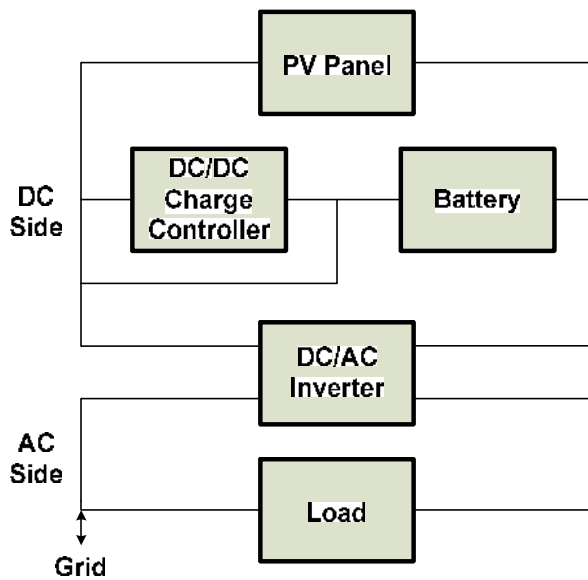 PV Panel
DC/DC
Charge
Controller
Battery
DC
Side
DC/AC
Inverter
AC
Side
Load
Grid